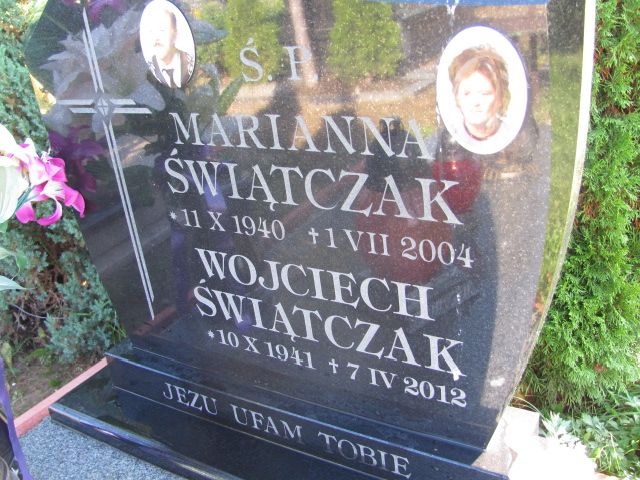 Ś.P.
MARIANNA
ŚWIĄTCZAK
*11 X 1940 +1 VII 2004
WOJCIECH
ŚWIĄTCZAK
*10 X 1941 +7 IV 2012
JEZU UFAM TOBIE